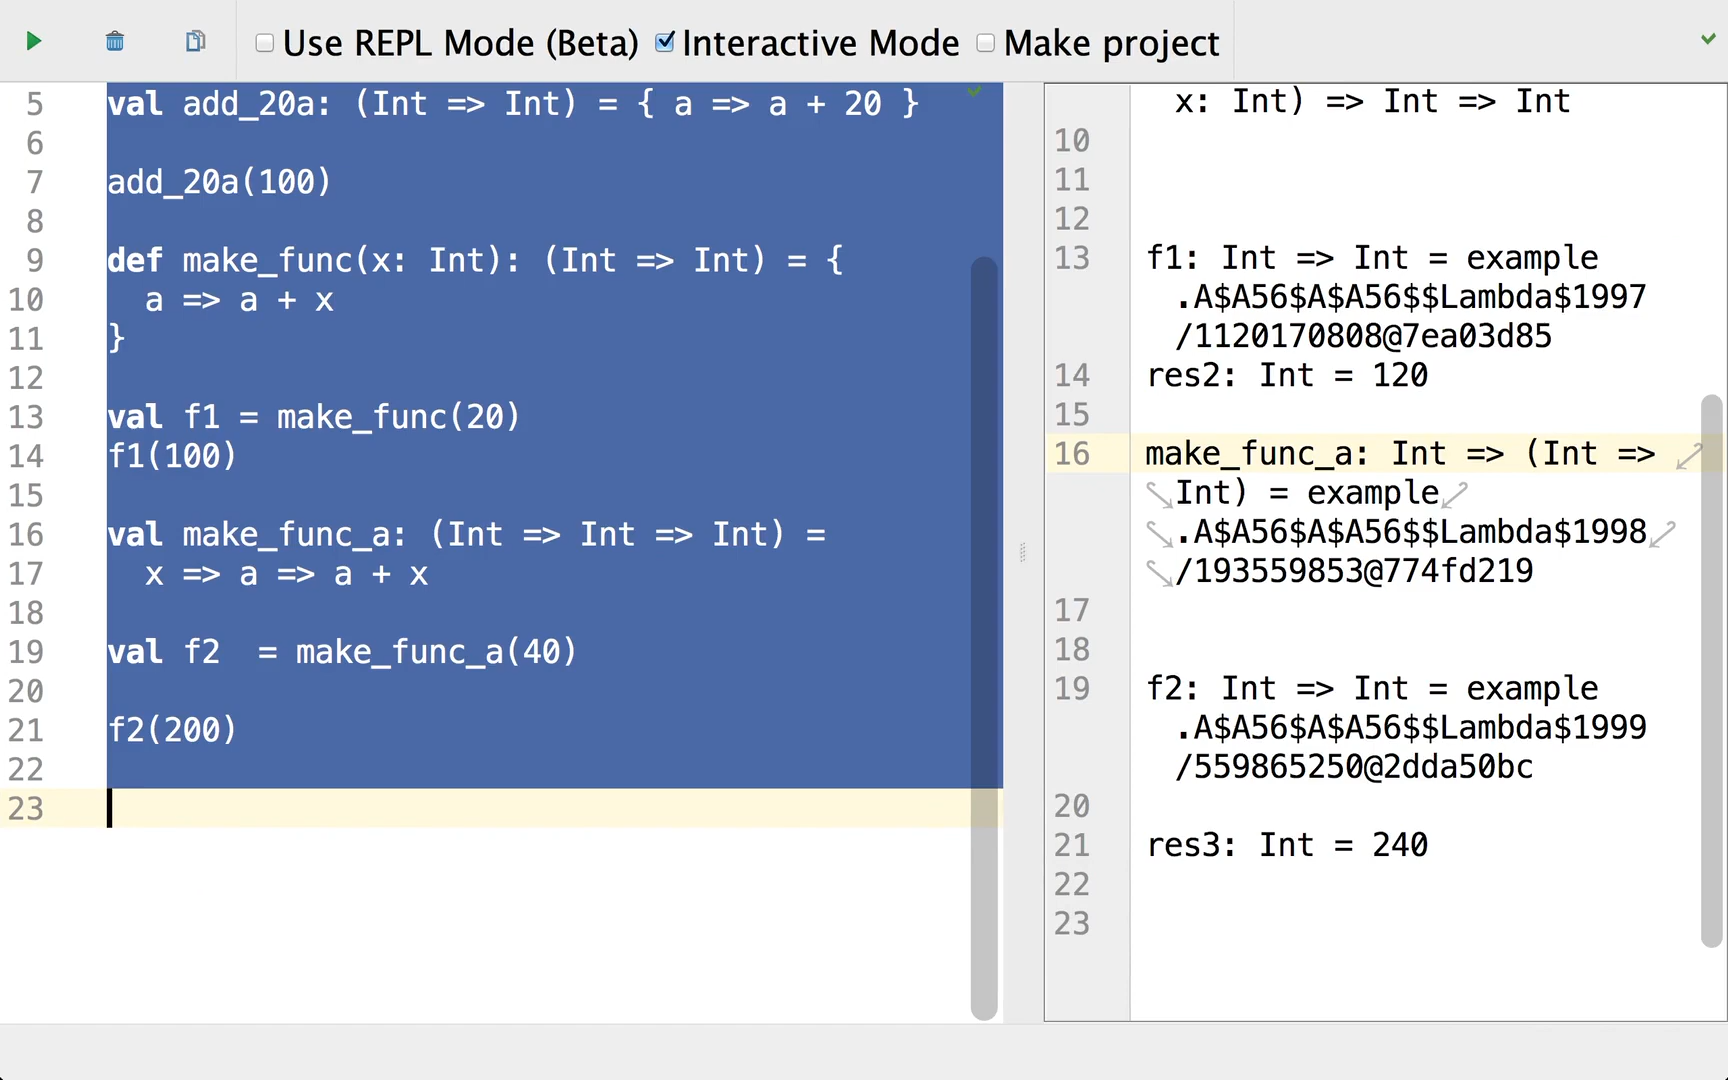 Use REPL Mode (Beta) Interactive Mode Make project
5 val add_20a: (Int => Int) = { a => a + 20 }
6
7 add_20a(100)
8
9 def make_func(x: Int): (Int => Int) = {
10 a => a + x
11 }
12
13 val f1 = make_func(20)
14 f1(100)
15
16 val make_func_a: (Int => Int => Int) =
17 x => a => a + x
18
19 val f2  = make_func_a(40)
20
21 f2(200)
22
23
x: Int) => Int => Int
10
11
12
13 f1: Int => Int = example
.A$A56$A$A56$$Lambda$1997
/1120170808@7ea03d85
14 res2: Int = 120
15
16 make_func_a: Int => (Int =>
Int) = example
.A$A56$A$A56$$Lambda$1998
/193559853@774fd219
17
18
19 f2: Int => Int = example
.A$A56$A$A56$$Lambda$1999
/559865250@2dda50bc
20
21 res3: Int = 240
22
23